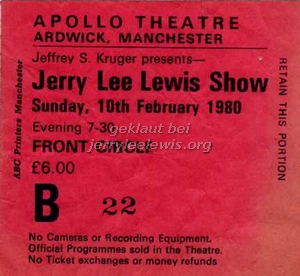 APOLLO THEATRE
ARDWICK, MANCHESTER
Jeffrey S. Kruger presents—
Jerry Lee Lewis Show
Sunday, 10th February 1980
Evening 7-30
geklaut bei
FRONT CIRCLE
jerryleelewis.org
£6.00
B 22
No Cameras or Recording Equipment.
Official Programmes sold in the Theatre.
No Ticket exchanges or money refunds
ABC Printers Manchester
RETAIN THIS PORTION